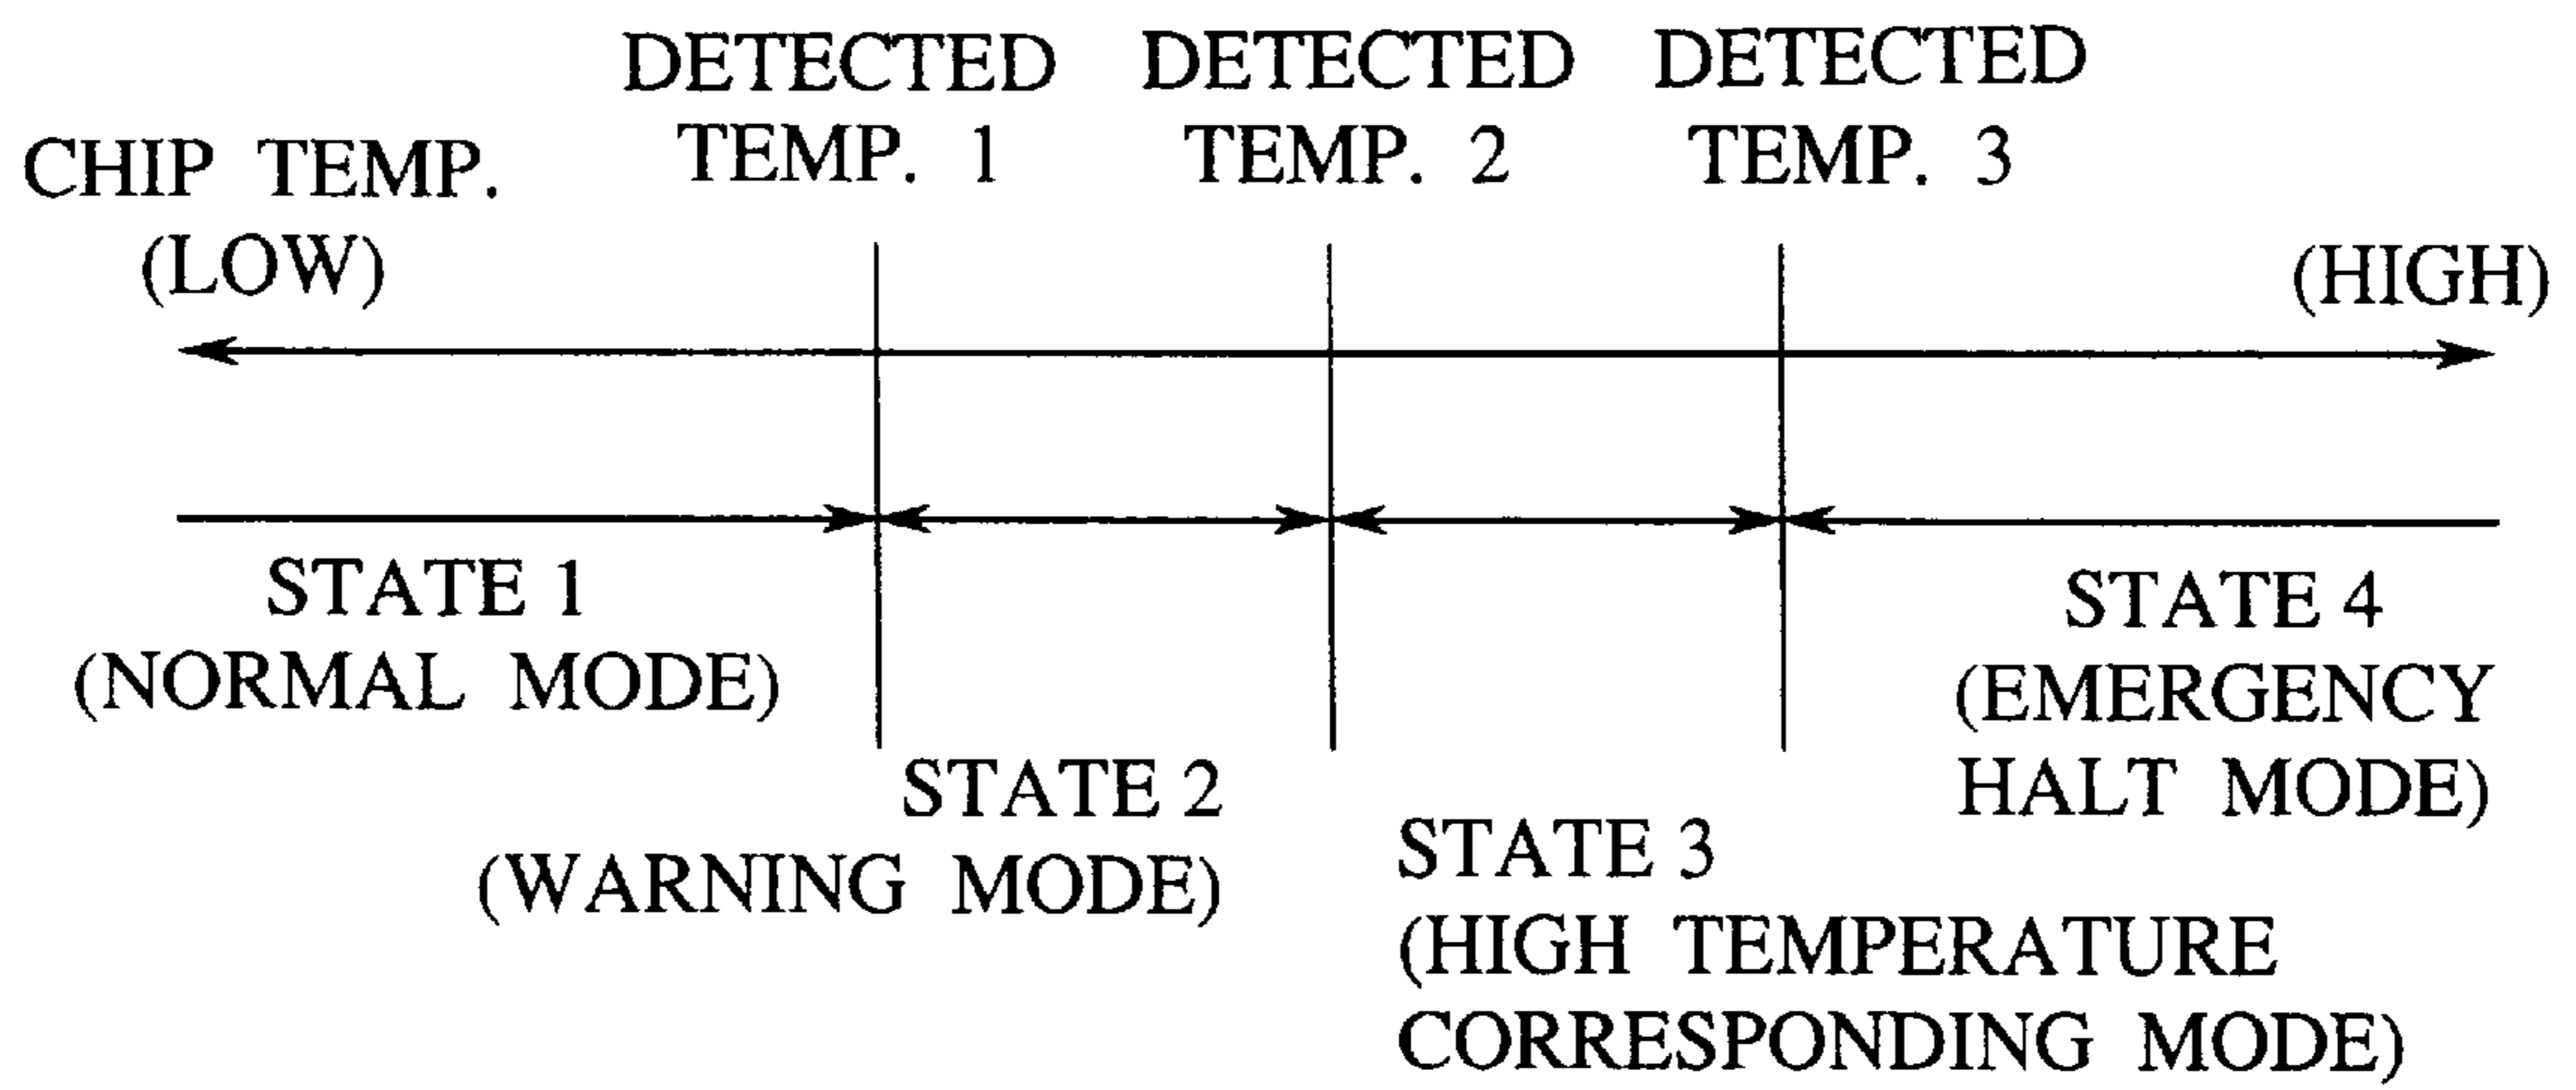 DETECTED
TEMP. 1
DETECTED
TEMP. 2
DETECTED
TEMP. 3
CHIP TEMP.
(LOW)
(HIGH)
STATE 1
(NORMAL MODE)
STATE 2
(WARNING MODE)
STATE 3
(HIGH TEMPERATURE
CORRESPONDING MODE)
STATE 4
(EMERGENCY
HALT MODE)